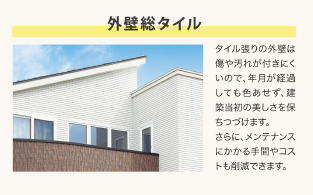 外壁総タイル
タイル張りの外壁は
傷や汚れが付きにく
いので、年月が経過
しても色あせず、建
築当初の美しさを保
ちつづけます。
さらに、メンテナンス
にかかる手間やコス
トも削減できます。